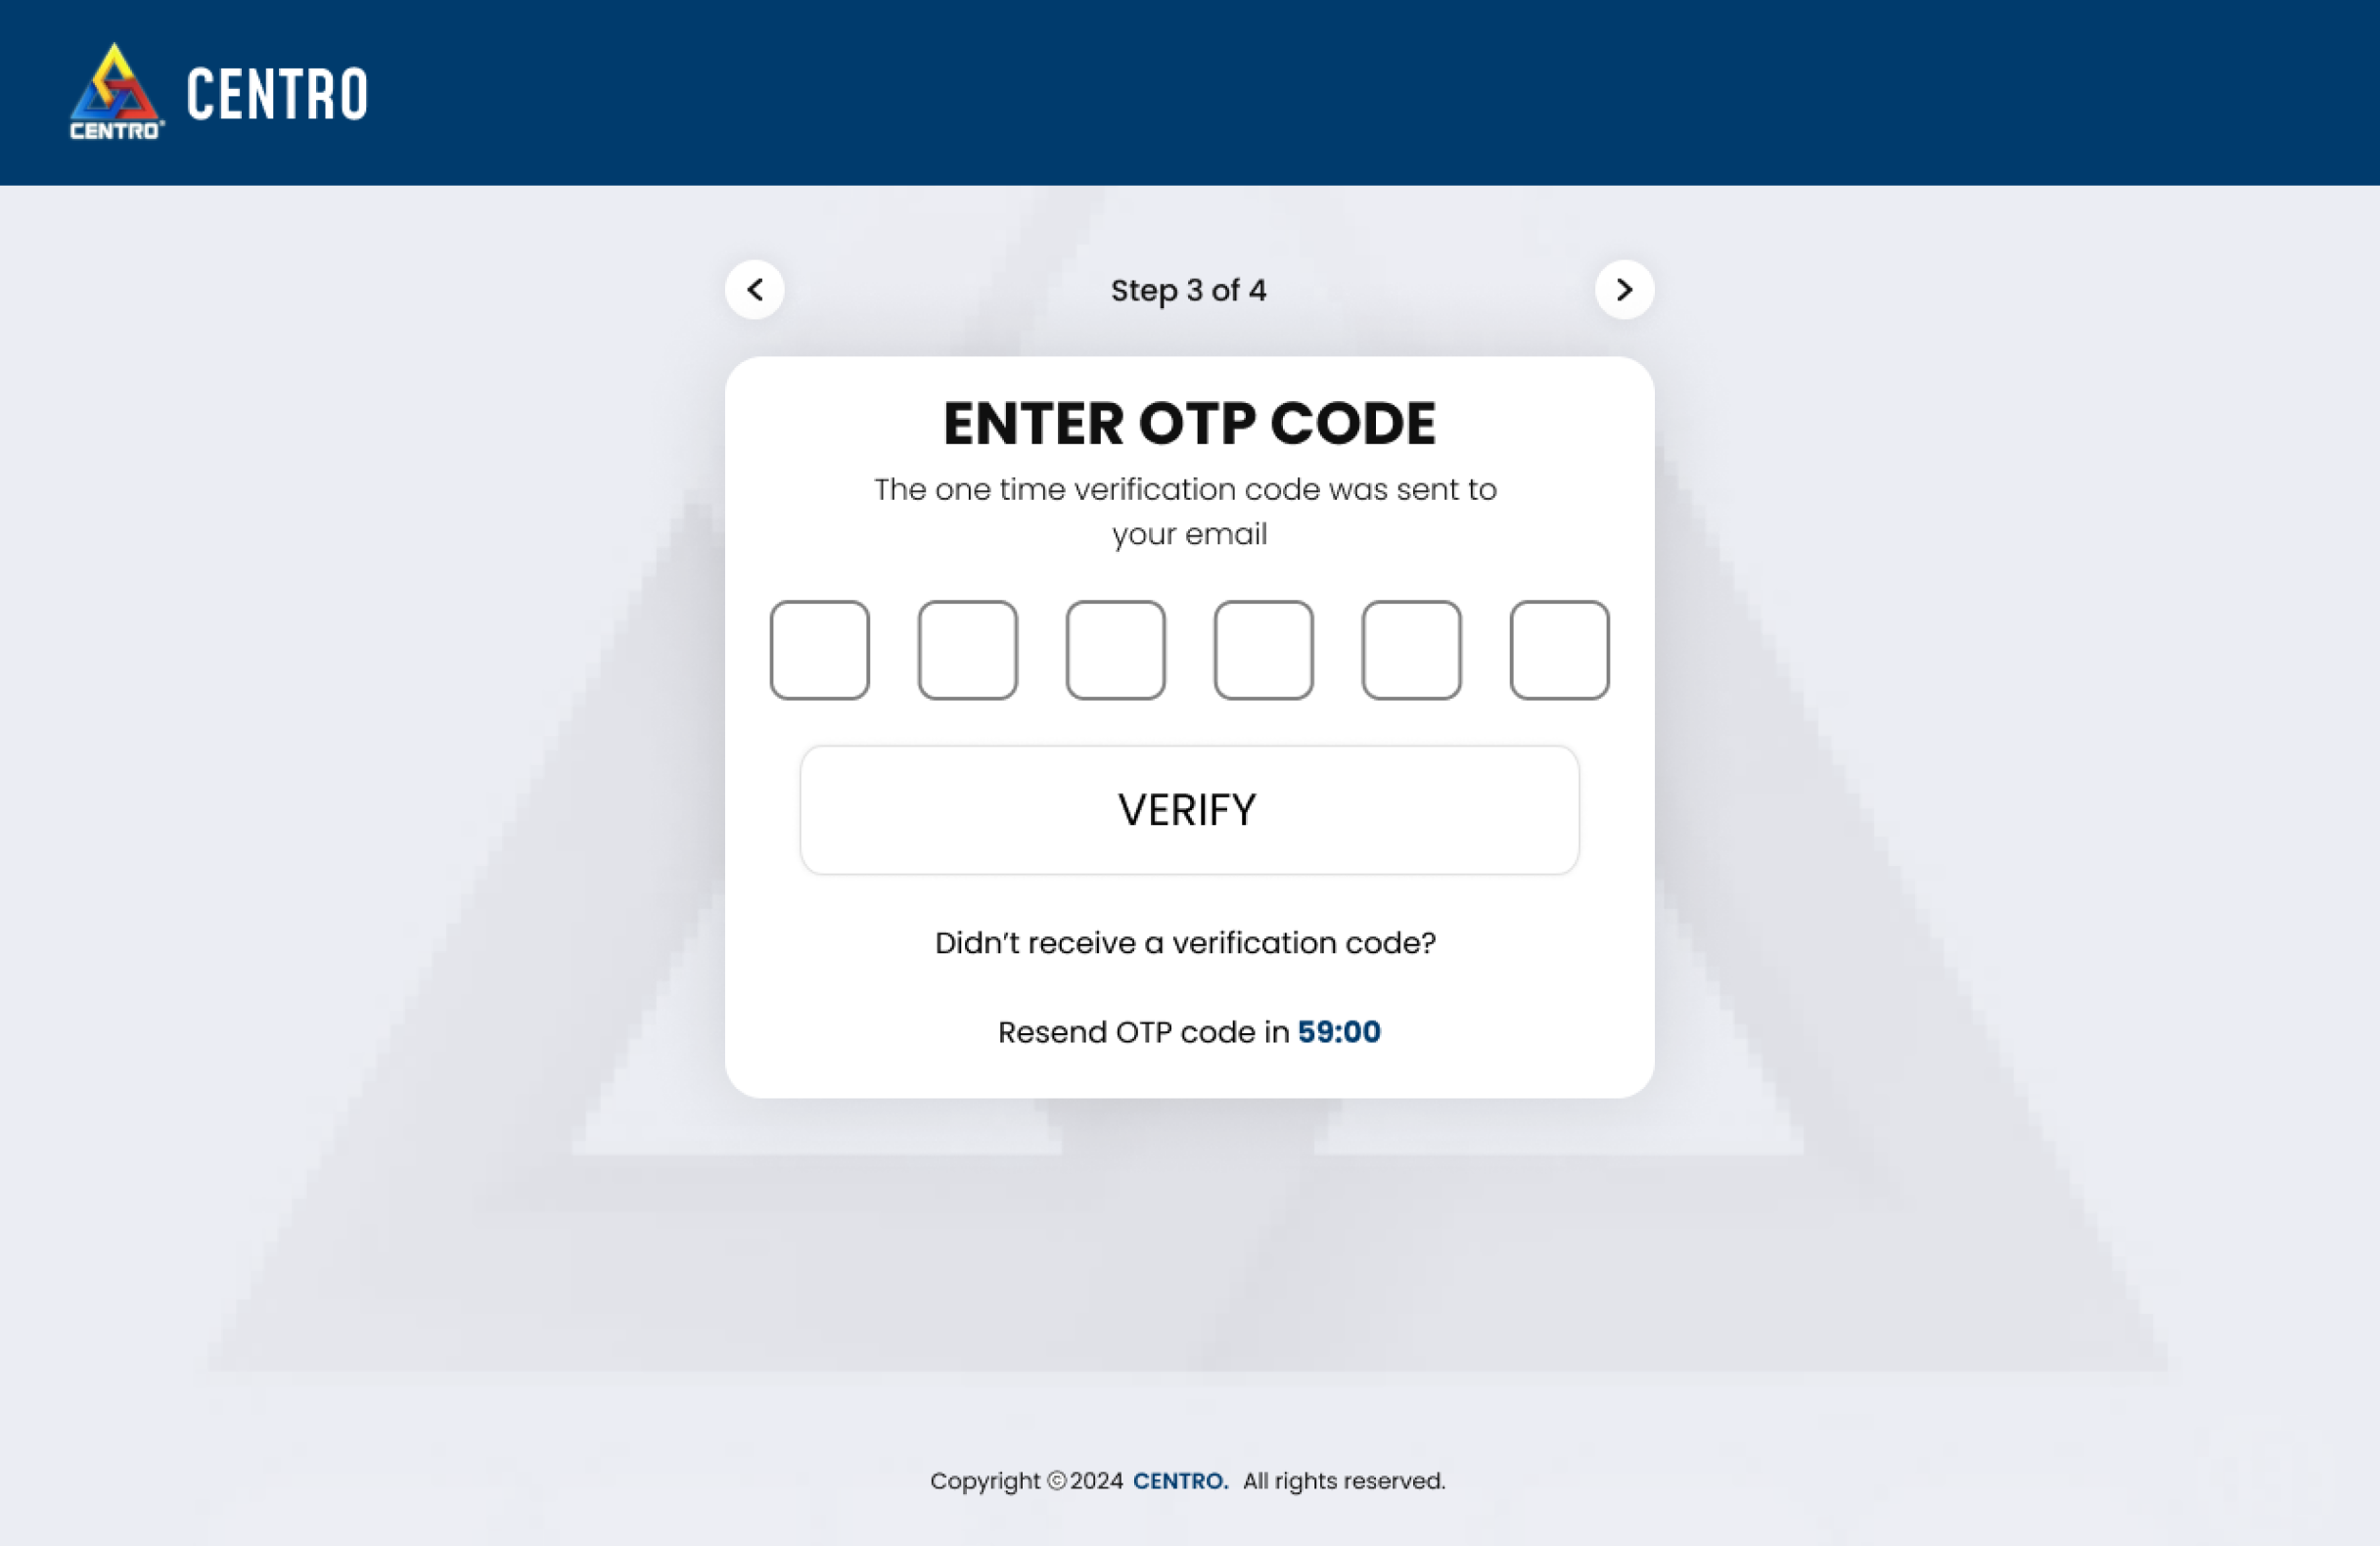 CENTRO
CENTRO
Step 3 of 4
ENTER OTP CODE
The one time verification code was sent to
your email
VERIFY
Didn't receive a verification code?
Resend OTP code in 59:00
Copyright ©2024 CENTRO. All rights reserved.